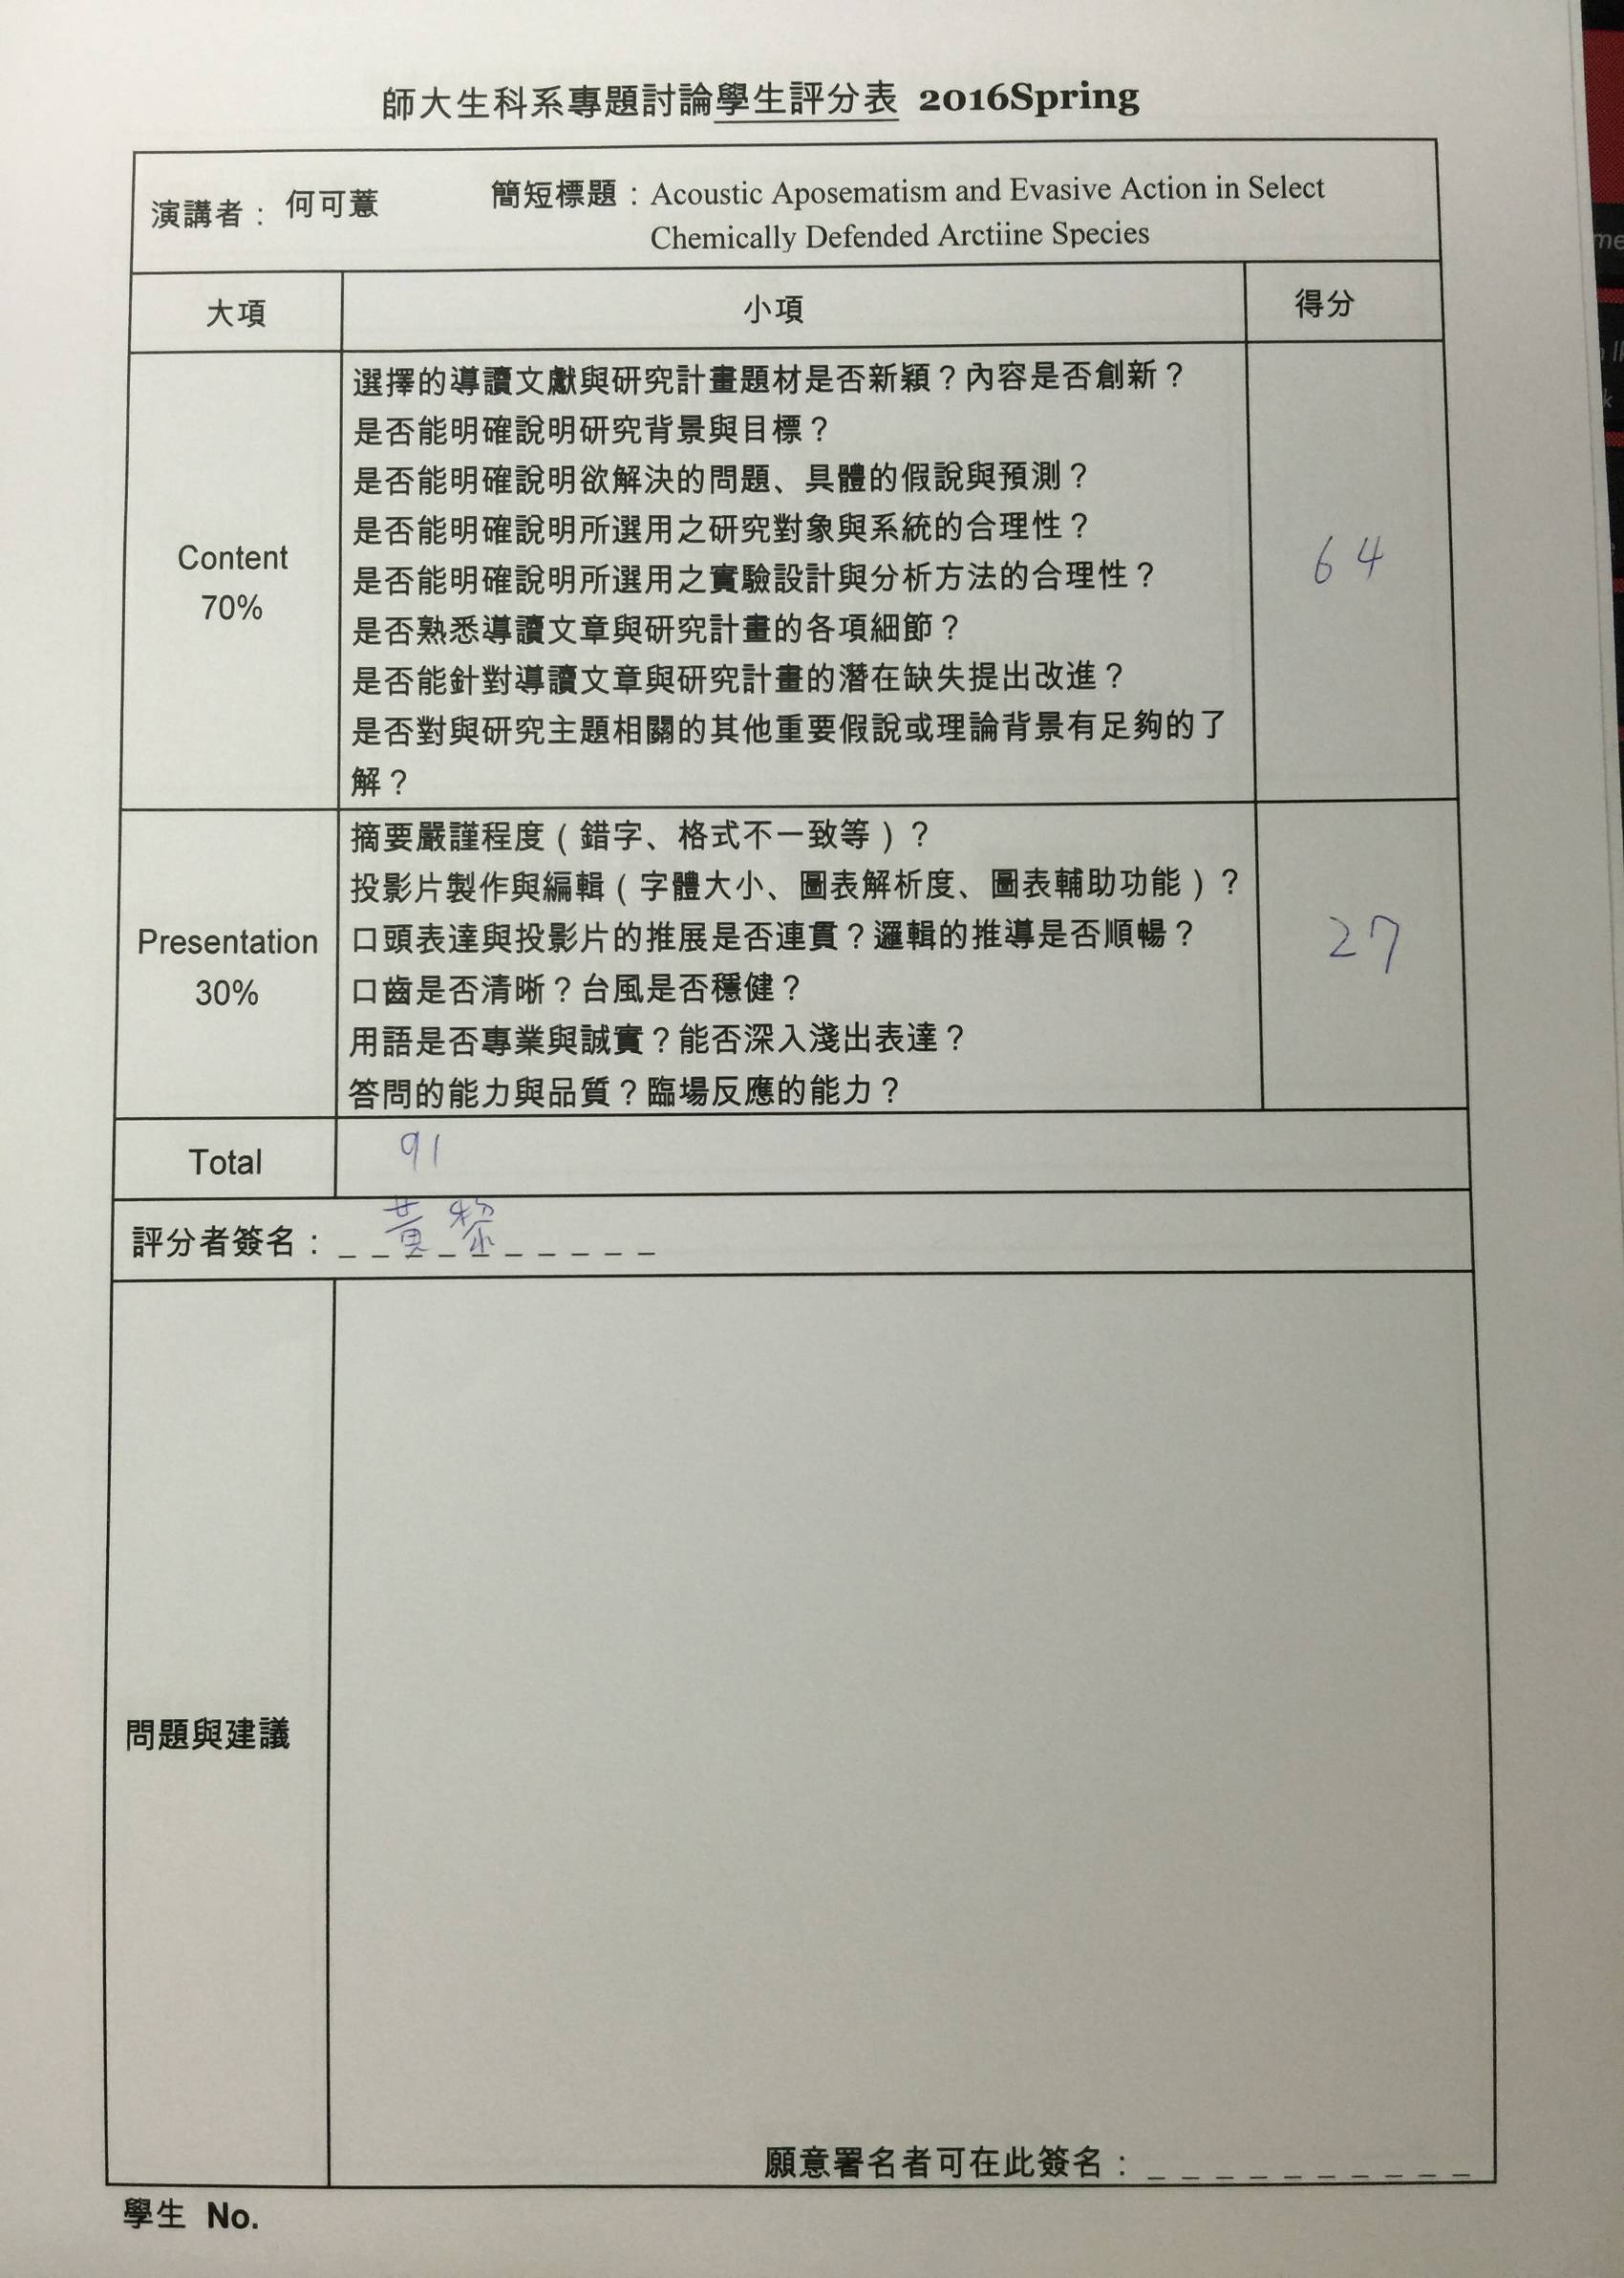 師大生科系專題討論學生評分表 2016Spring
演講者： 何可薏
簡短標題：Acoustic Aposematism and Evasive Action in Select
Chemically Defended Arctiine Species
大項 小項 得分
選擇的導讀文獻與研究計畫題材是否新穎？內容是否創新？
是否能明確說明研究背景與目標？
是否能明確說明欲解決的問題、具體的假說與預測？
是否能明確說明所選用之研究對象與系統的合理性？
Content
70%
64
是否能明確說明所選用之實驗設計與分析方法的合理性？
是否熟悉導讀文章與研究計畫的各項細節？
是否能針對導讀文章與研究計畫的潛在缺失提出改進？
是否對與研究主題相關的其他重要假說或理論背景有足夠的了
解？
摘要嚴謹程度（錯字、格式不一致等）？
投影片製作與編輯（字體大小、圖表解析度、圖表輔助功能）？
Presentation
30%
27
口頭表達與投影片的推展是否連貫？邏輯的推導是否順暢？
口齒是否清晰？台風是否穩健？
用語是否專業與誠實？能否深入淺出表達？
答問的能力與品質？臨場反應的能力？
Total 91
評分者簽名：黃黎
問題與建議
願意署名者可在此簽名：
學生 No.
me
k